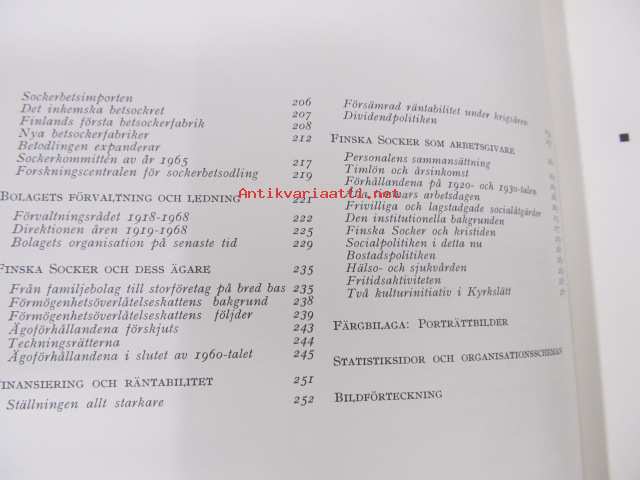 Sockerbetsimporten 206
Det inhemska betsockret 207
Finlands första betsockerfabrik 208
Nya betsockerfabriker 212
Betodlingen expanderar
Sockerkommittén av år 1965 217
Forskningscentralen för sockerbetsodling 219
BOLAGETS FÖRVALTNING OCH LEDNING 221
Förvaltningsrådet 1918-1968 222
Direktionen åren 1919-1968 225
Bolagets organisation på senaste tid 229
FINSKA SOCKER OCH DESS ÄGARE 235
Från familjebolag till storföretag på bred bas 235
Förmögenhetsöverlåtelseskattens bakgrund 238
Förmögenhetsöverlåtelseskattens följder 239
Ägoförhållandena förskjuts 243
Teckningsrätterna 244
Ägoförhållandena i slutet av 1960-talet 245
FINANSIERING OCH RÄNTABILITET 251
Ställningen allt starkare 252
Försämrad räntabilitet under krigsåren
Dividendpolitiken
FINSKA SOCKER SOM ARBETSGIVARE
Personalens sammansättning
Timlön och årsinkomst
Förhållandena på 1920- och 1930-talen
arbetsdagen
Frivilliga och lagstadgade socialåtgärder
Den institutionella bakgrunden
Finska Socker och kristiden
Socialpolitiken i detta nu
Bostadspolitiken
Hälso- och sjukvården
Fritidsaktiviteten
Två kulturinitiativ i Kyrkslätt
FÄRGBILAGA: PORTRÄTTBILDER
STATISTIKSIDOR OCH ORGANISATIONSSCHEMAN
BILDFÖRTECKNING
Antikvariaatti.net